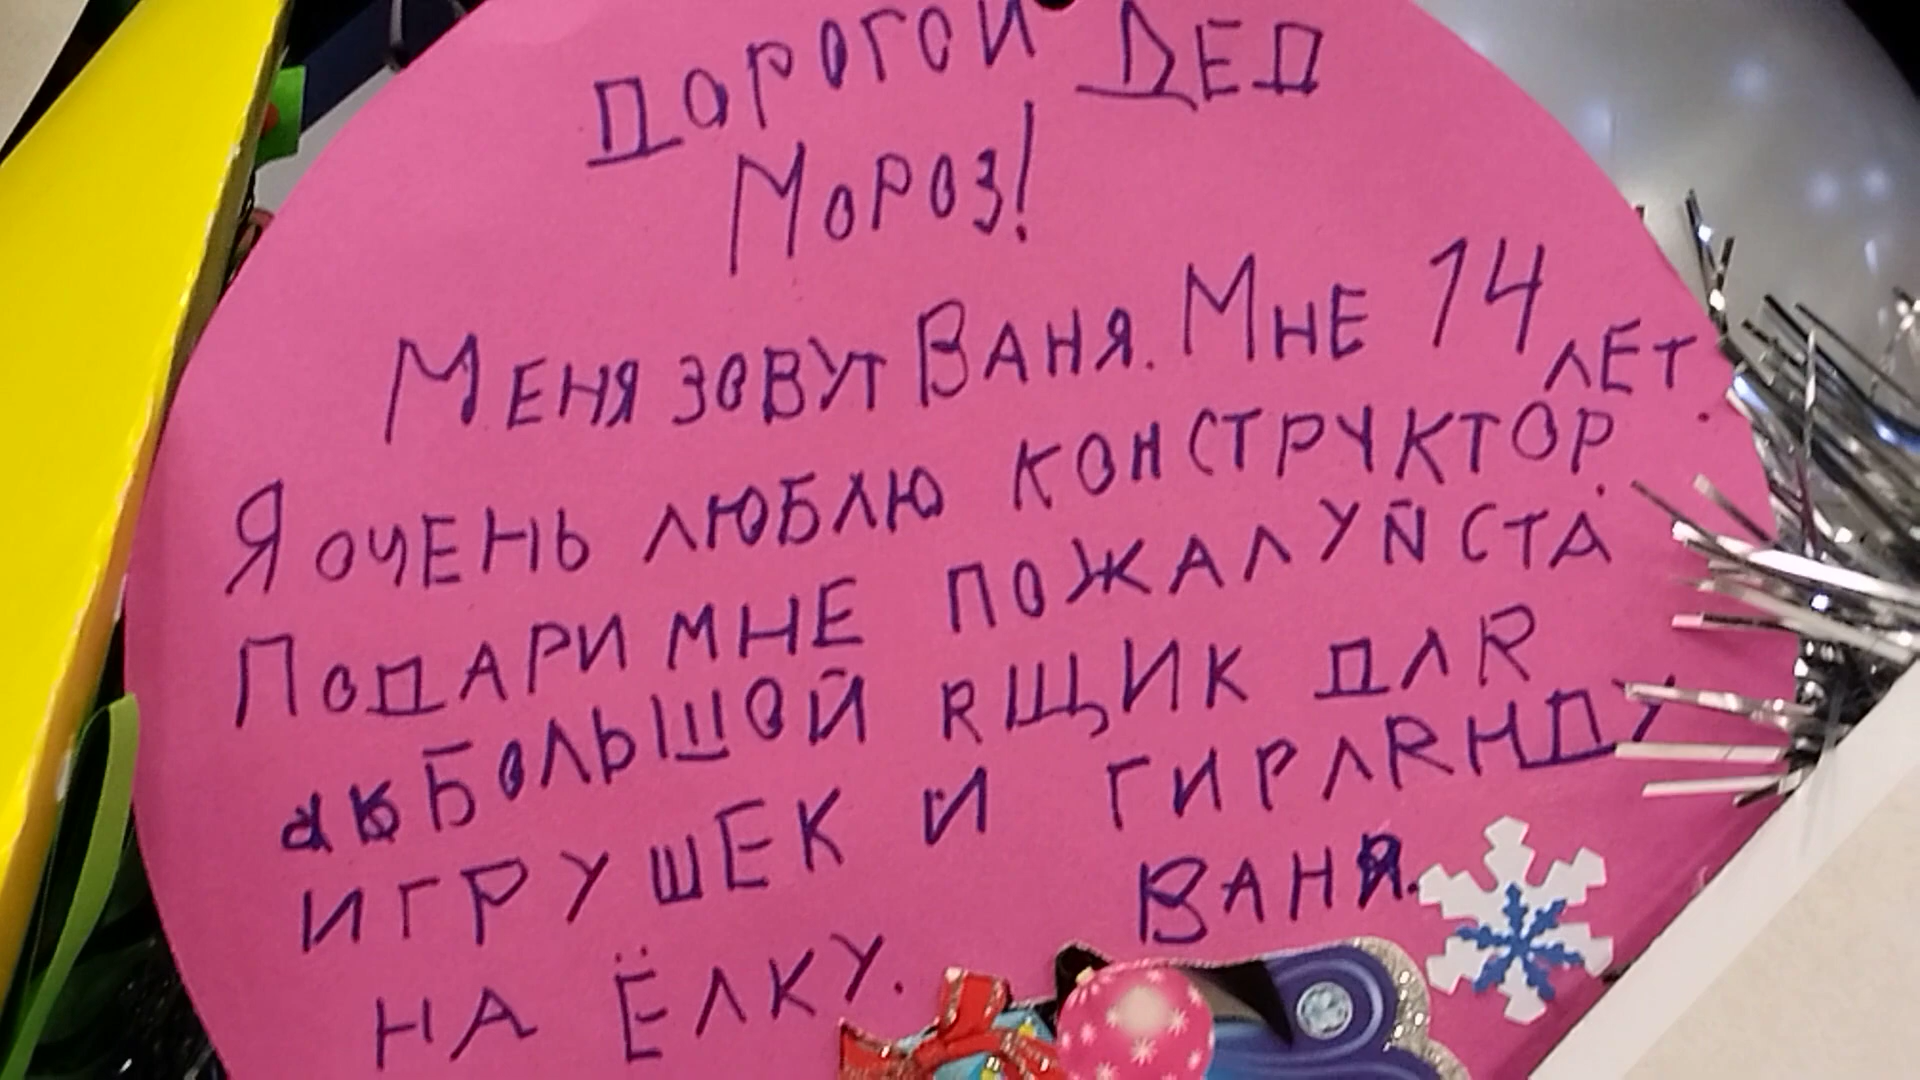 Дорогой Дед
Мороз!
Меня зовут Ваня. Мне 14 лет.
Я очень люблю конструктор.
Подари мне пожалуйста
большой ящик для
игрушек и гирлянду
на ёлку.
Ваня.